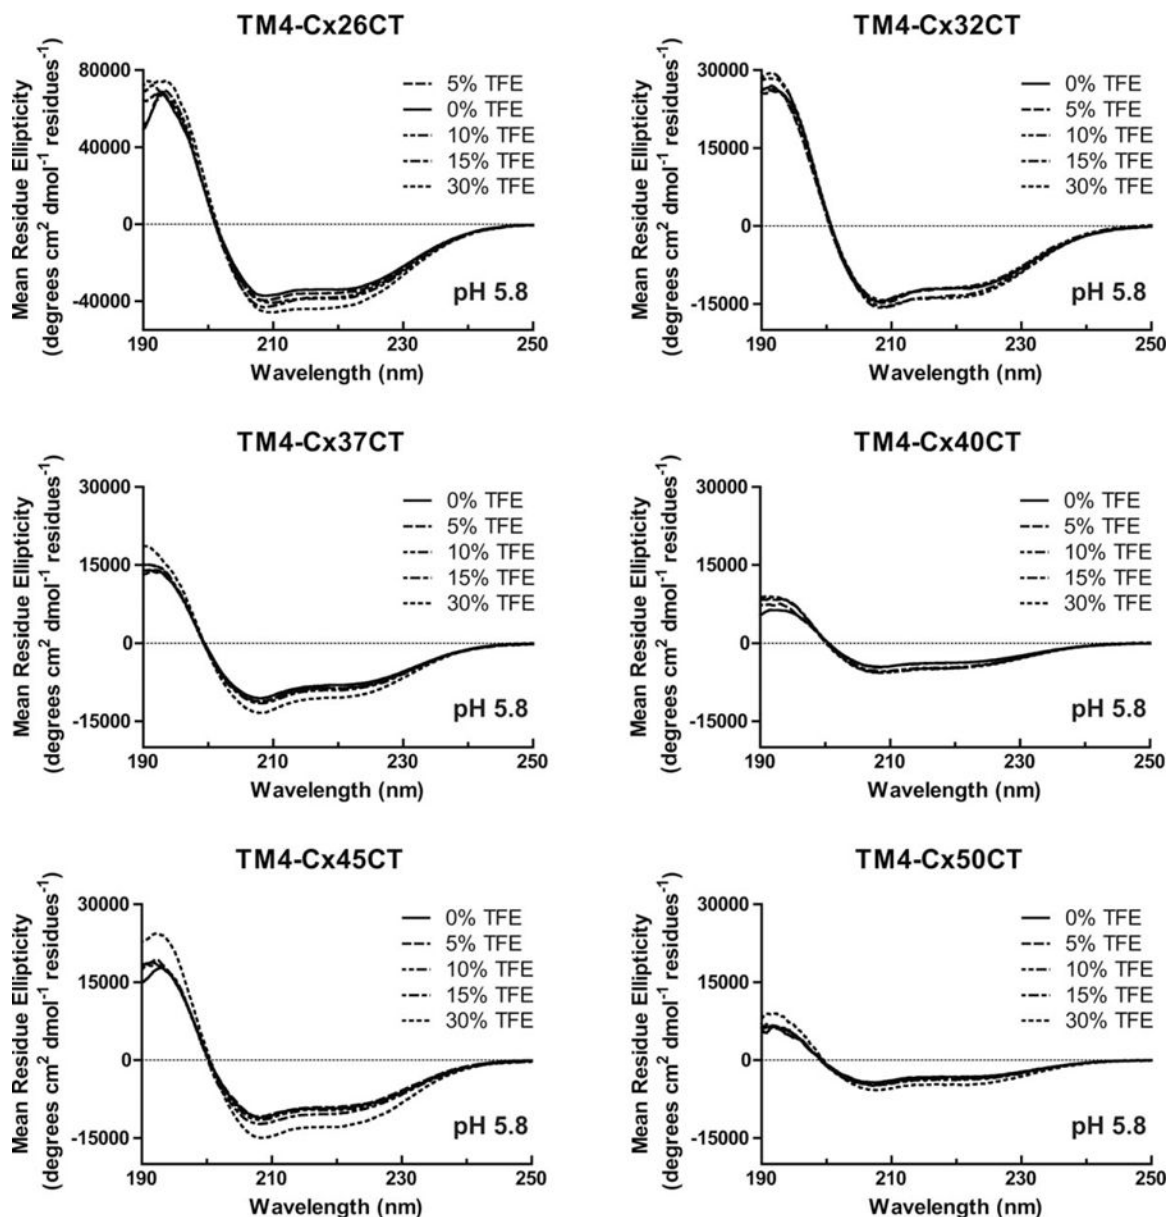 TM4-Cx26CT
Mean Residue Ellipticity
(degrees cm² dmol⁻¹ residues⁻¹)
80000
40000
0
-40000
5% TFE
0% TFE
10% TFE
15% TFE
30% TFE
pH 5.8
190 210 230 250
Wavelength (nm)
TM4-Cx32CT
Mean Residue Ellipticity
(degrees cm² dmol⁻¹ residues⁻¹)
30000
15000
0
-15000
0% TFE
5% TFE
10% TFE
15% TFE
30% TFE
pH 5.8
190 210 230 250
Wavelength (nm)
TM4-Cx37CT
Mean Residue Ellipticity
(degrees cm² dmol⁻¹ residues⁻¹)
30000
15000
0
-15000
0% TFE
5% TFE
10% TFE
15% TFE
30% TFE
pH 5.8
190 210 230 250
Wavelength (nm)
TM4-Cx40CT
Mean Residue Ellipticity
(degrees cm² dmol⁻¹ residues⁻¹)
30000
15000
0
-15000
0% TFE
5% TFE
10% TFE
15% TFE
30% TFE
pH 5.8
190 210 230 250
Wavelength (nm)
TM4-Cx45CT
Mean Residue Ellipticity
(degrees cm² dmol⁻¹ residues⁻¹)
30000
15000
0
-15000
0% TFE
5% TFE
10% TFE
15% TFE
30% TFE
pH 5.8
190 210 230 250
Wavelength (nm)
TM4-Cx50CT
Mean Residue Ellipticity
(degrees cm² dmol⁻¹ residues⁻¹)
30000
15000
0
-15000
0% TFE
5% TFE
10% TFE
15% TFE
30% TFE
pH 5.8
190 210 230 250
Wavelength (nm)